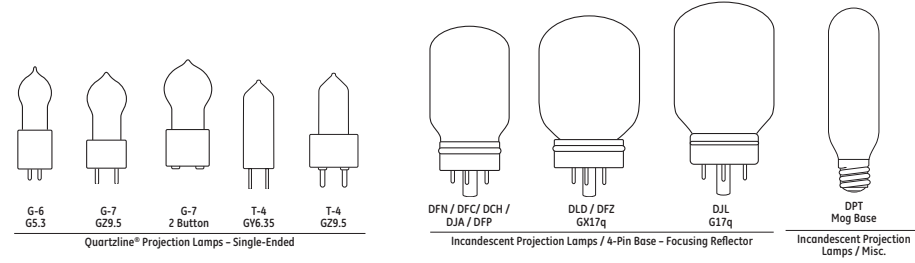 G-6
G5.3
G-7
GZ9.5
G-7
2 Button
T-4
GY6.35
T-4
GZ9.5
Quartzline® Projection Lamps – Single-Ended
DFN / DFC/ DCH /
DJA / DFP
DLD / DFZ
GX17q
DJL
G17q
Incandescent Projection Lamps / 4-Pin Base – Focusing Reflector
DPT
Mog Base
Incandescent Projection
Lamps / Misc.